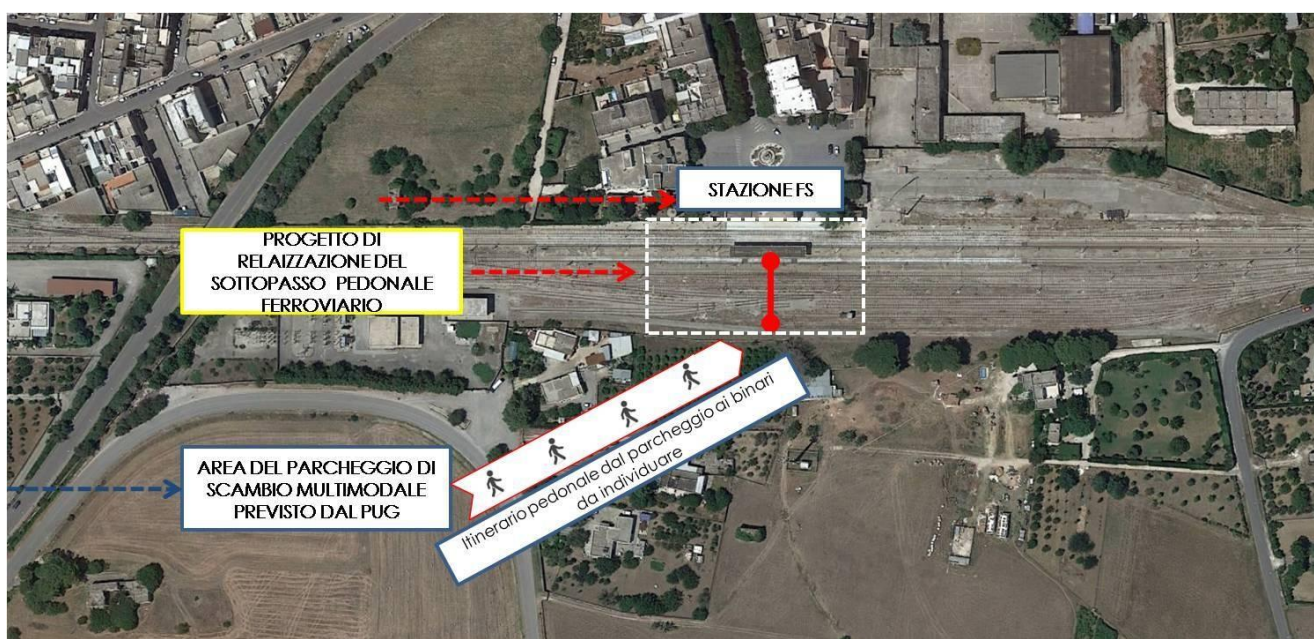 STAZIONE FS
PROGETTO DI
RELAIZZAZIONE DEL
SOTTOPASSO PEDONALE
FERROVIARIO
AREA DEL PARCHEGGIO DI
SCAMBIO MULTIMODALE
PREVISTO DAL PUG
Itinerario pedonale dal parcheggio ai binari
da individuare